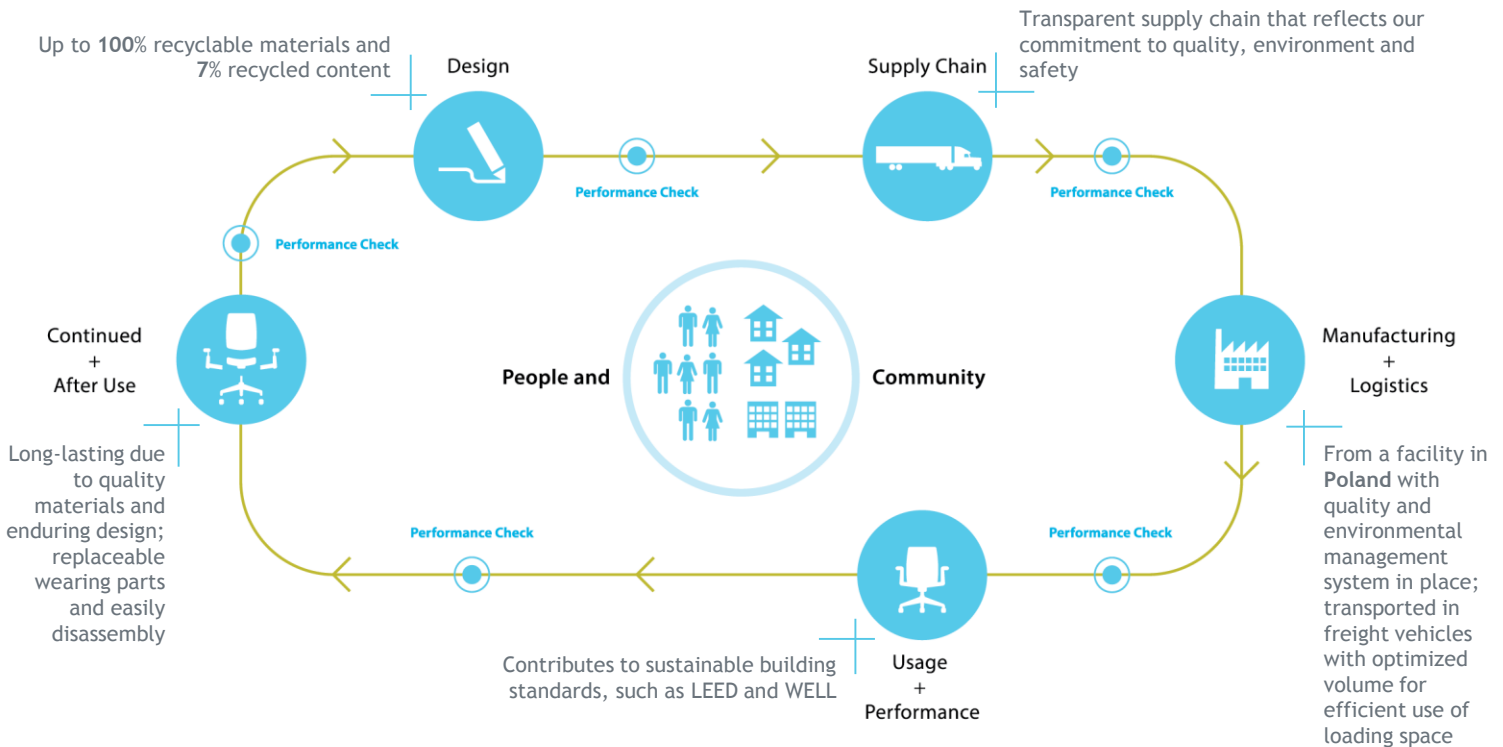 Up to 100% recyclable materials and
7% recycled content
Design
Supply Chain
Transparent supply chain that reflects our
commitment to quality, environment and
safety
Performance Check
Performance Check
Performance Check
Continued
+
After Use
People and
Community
Manufacturing
+
Logistics
Long-lasting due
to quality
materials and
enduring design;
replaceable
wearing parts
and easily
disassembly
From a facility in
Poland with
quality and
environmental
management
system in place;
transported in
freight vehicles
with optimized
volume for
efficient use of
loading space
Performance Check
Performance Check
Contributes to sustainable building
standards, such as LEED and WELL
Usage
+
Performance